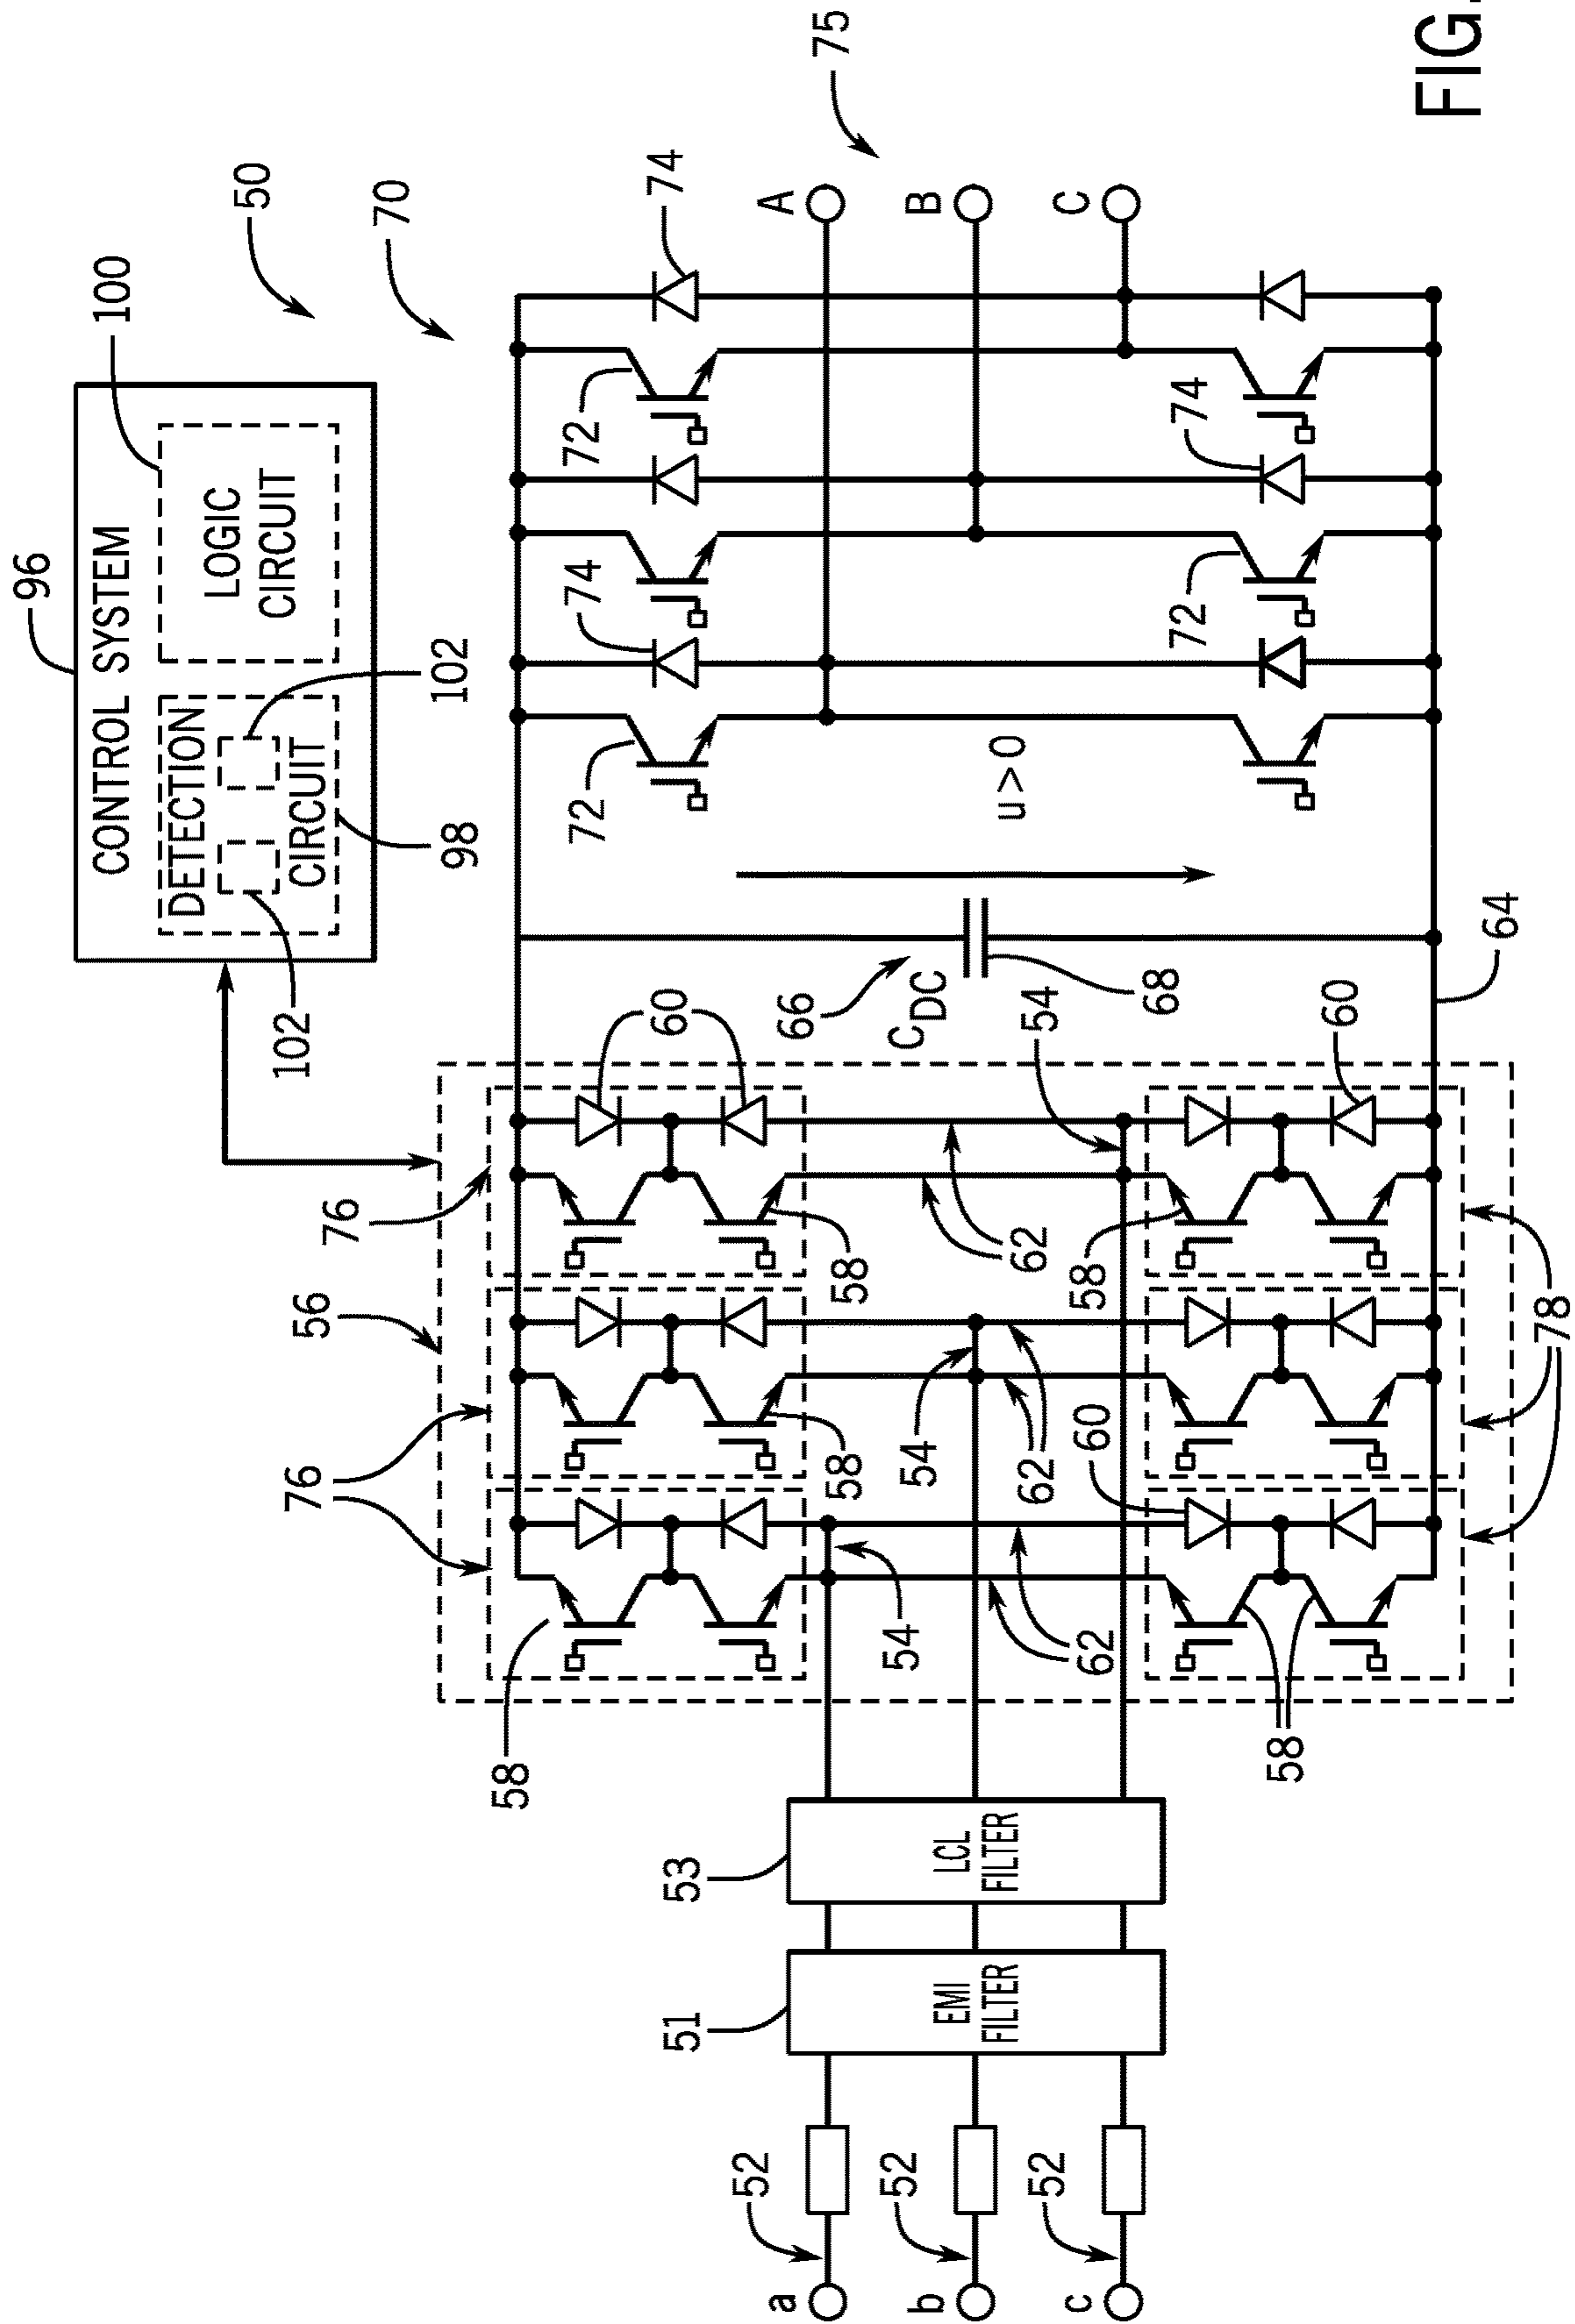 96
CONTROL SYSTEM
DETECTION
CIRCUIT
LOGIC
CIRCUIT
100
50
102
98
102
70
76
56
76
60
66
C DC
68
54
72
74
74
72
74
75
A
B
C
u > 0
72
74
72
58
58
58
54
54
62
62
62
60
58
60
64
58
78
53
LCL
FILTER
51
EMI
FILTER
52
52
52
a
b
c
FIG.